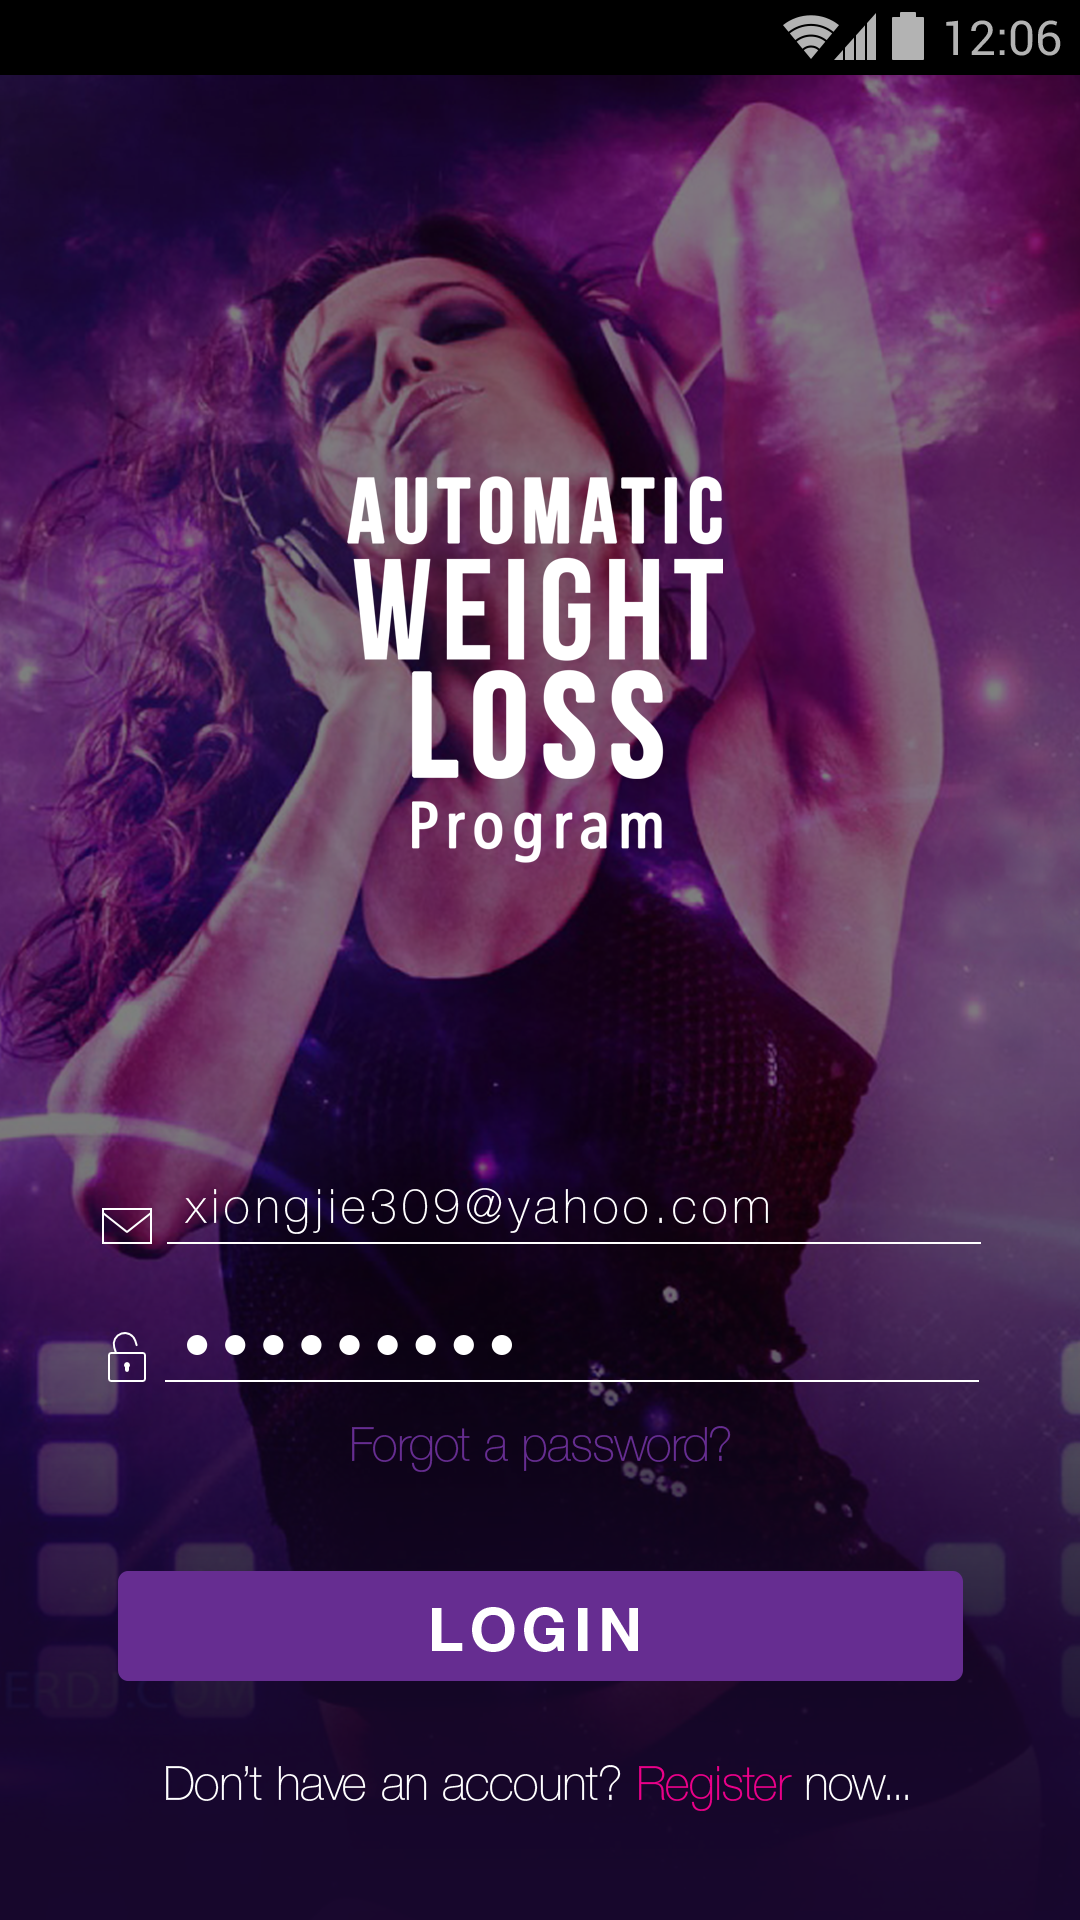 12:06
AUTOMATIC
WEIGHT
LOSS
Program
xiongjie309@yahoo.com
●●●●●●●●●
Forgot a password?
LOGIN
Don't have an account? Register now...